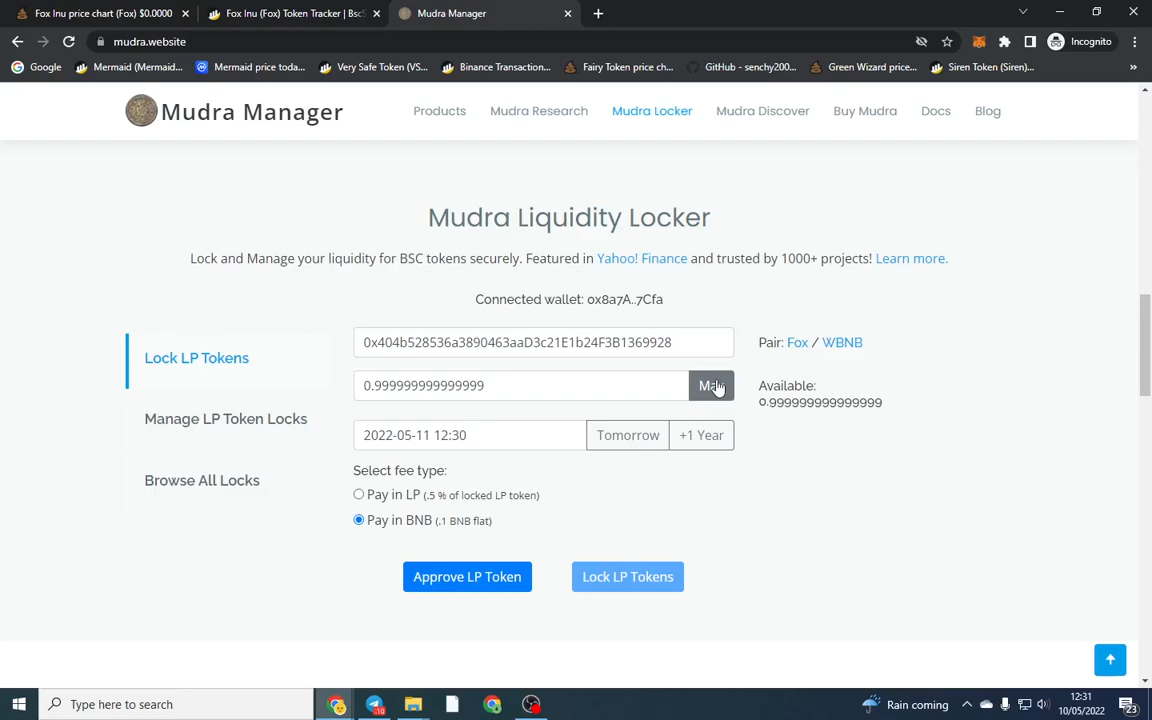 Fox Inu price chart (Fox) $0.0000
Fox Inu (Fox) Token Tracker | BscS
Mudra Manager
mudra.website
Incognito
Google
Mermaid (Mermaid...
Mermaid price toda...
Very Safe Token (VS...
Binance Transaction...
Fairy Token price ch...
GitHub - senchy200...
Green Wizard price...
Siren Token (Siren)...
»
Mudra Manager
Products
Mudra Research
Mudra Locker
Mudra Discover
Buy Mudra
Docs
Blog
Mudra Liquidity Locker
Lock and Manage your liquidity for BSC tokens securely. Featured in Yahoo! Finance and trusted by 1000+ projects! Learn more.
Connected wallet: 0x8a7A..7Cfa
Lock LP Tokens
Manage LP Token Locks
Browse All Locks
0x404b528536a3890463aaD3c21E1b24F3B1369928
Pair: Fox / WBNB
0.999999999999999
Available:
0.999999999999999
2022-05-11 12:30
Tomorrow
+1 Year
Select fee type:
Pay in LP (.5 % of locked LP token)
Pay in BNB (.1 BNB flat)
Approve LP Token
Lock LP Tokens
Type here to search
10
Rain coming
12:31
10/05/2022
23